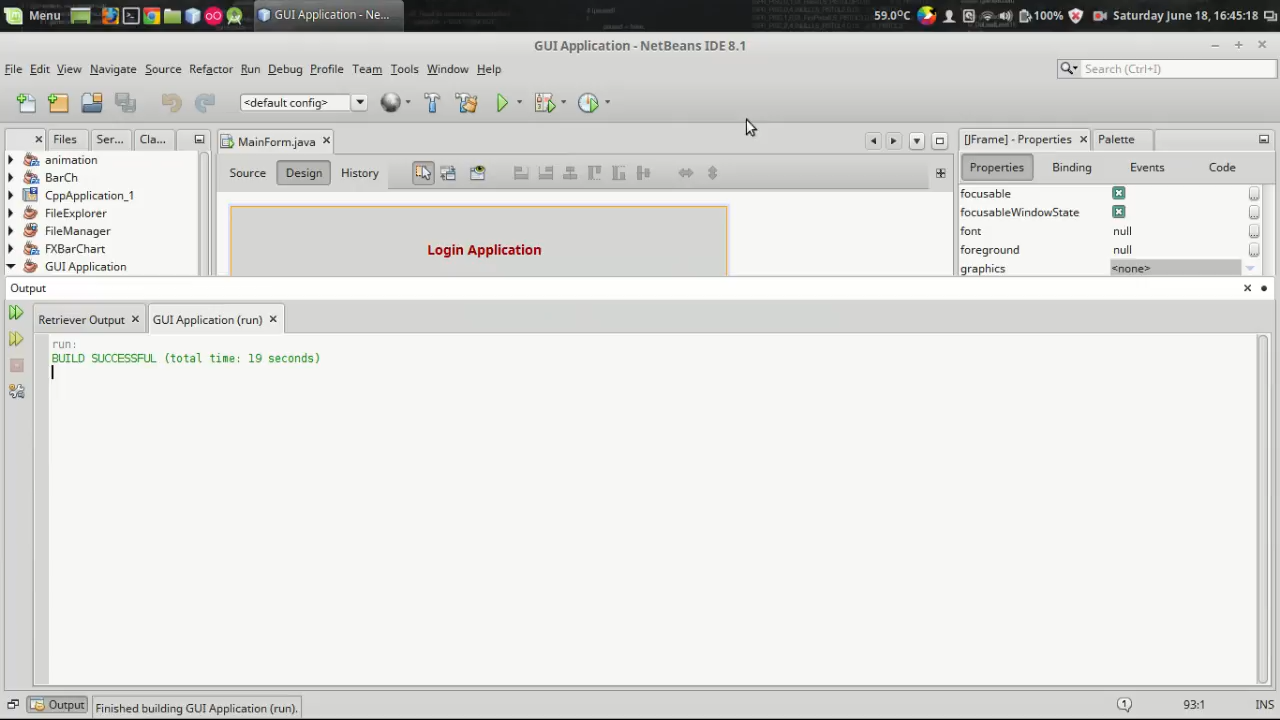 Menu
GUI Application - Ne...
59.0°C
100%
Saturday June 18, 16:45:18
GUI Application - NetBeans IDE 8.1
File Edit View Navigate Source Refactor Run Debug Profile Team Tools Window Help
Search (Ctrl+I)
<default config>
Files Ser... Cla...
MainForm.java
[JFrame] - Properties Palette
Source Design History
Properties Binding Events Code
animation
BarCh
CppApplication_1
FileExplorer
FileManager
FXBarChart
GUI Application
Login Application
focusable
focusableWindowState
font null
foreground null
graphics <none>
Output
Retriever Output GUI Application (run)
run:
BUILD SUCCESSFUL (total time: 19 seconds)
Output Finished building GUI Application (run).
1 93:1 INS